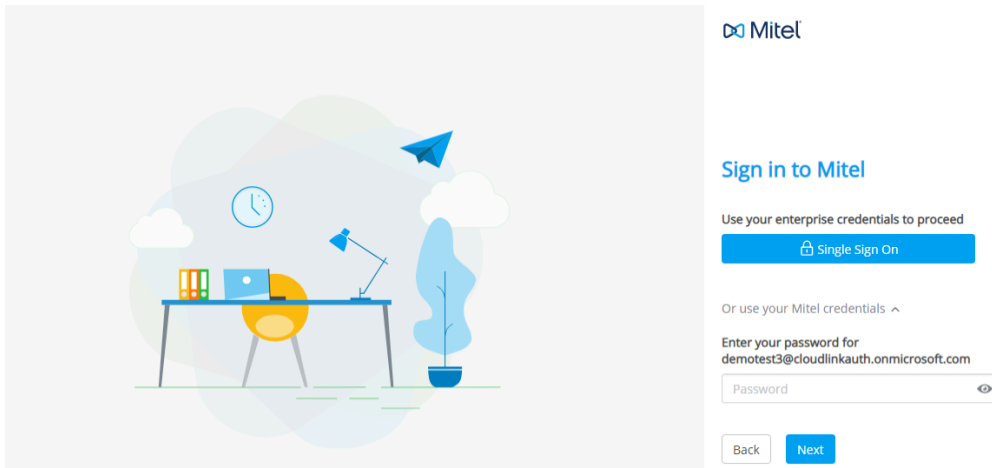 Mitel
Sign in to Mitel
Use your enterprise credentials to proceed
Single Sign On
Or use your Mitel credentials
Enter your password for
demotest3@cloudlinkauth.onmicrosoft.com
Password
Back
Next